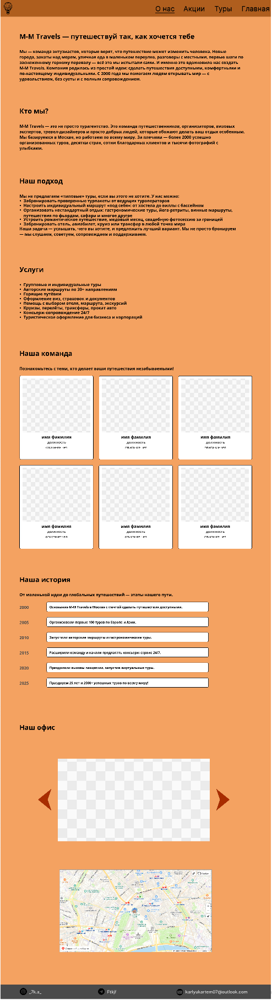 О нас Акции Туры Главная
M-M Travels — путешествуй так, как хочется тебе
Мы — команда энтузиастов, которые верят, что путешествие может изменить человека. Новые
города, закаты над морем, уличная еда в маленьком переулке, разговоры с местными, первые шаги по
заснеженному горному перевалу — всё это мы испытали сами. И именно это вдохновило нас создать
M-M Travels. Компания родилась из простой идеи: сделать путешествия доступными, комфортными и
по-настоящему индивидуальными. С 2000 года мы помогаем людям открывать мир — с
удовольствием, без суеты и с полным сопровождением.
Кто мы?
M-M Travels — это не просто турагентство. Это команда путешественников, организаторов, визовых
экспертов, тревел-дизайнеров и просто добрых людей, которые обожают делать ваш отдых особенным.
Мы базируемся в Москве, но работаем по всему миру. За плечами — более 2000 успешно
организованных туров, десятки стран, сотни благодарных клиентов и тысячи фотографий с
улыбками.
Наш подход
Мы не предлагаем «типовые» туры, если вы этого не хотите. У нас можно:
• Забронировать проверенные турпакеты от ведущих туроператоров
• Настроить индивидуальный маршрут «под себя»: от хостела до виллы с бассейном
• Организовать нестандартный отдых: гастрономические туры, йога-ретриты, винные маршруты,
путешествия по фьордам, сафари и многое другое
• Устроить романтическое путешествие, медовый месяц, свадебную фотосессию за границей
• Забронировать отель, авиабилет, круиз или трансфер в любой точке мира
Наша задача — услышать, чего вы хотите, и предложить лучший вариант. Мы не просто бронируем
— мы слушаем, советуем, сопровождаем и поддерживаем.
Услуги
• Групповые и индивидуальные туры
• Авторские маршруты по 30+ направлениям
• Горящие путёвки
• Оформление виз, страховок и документов
• Помощь с выбором отеля, маршрута, экскурсий
• Круизы, перелёты, трансферы, прокат авто
• Консьерж-сопровождение 24/7
• Туристическое оформление для бизнеса и корпораций
Наша команда
Познакомьтесь с теми, кто делает ваши путешествия незабываемыми!
имя фамилия имя фамилия имя фамилия
должность должность должность
описание чел описание чел описание чел
имя фамилия имя фамилия имя фамилия
должность должность должность
описание чел описание чел описание чел
Наша история
От маленькой идеи до глобальных путешествий — этапы нашего пути.
2000 Основание M-M Travels в Москве с мечтой сделать путешествия доступными.
2005 Организовали первые 100 туров по Европе и Азии.
2010 Запустили авторские маршруты и гастрономические туры.
2015 Расширили команду и начали предлагать консьерж-сервис 24/7.
2020 Преодолели вызовы пандемии, запустив виртуальные туры.
2025 Празднуем 25 лет и 2000+ успешных туров по всему миру!
Наш офис
_7k.a_ Ftkjf karlyukartem07@outlook.com